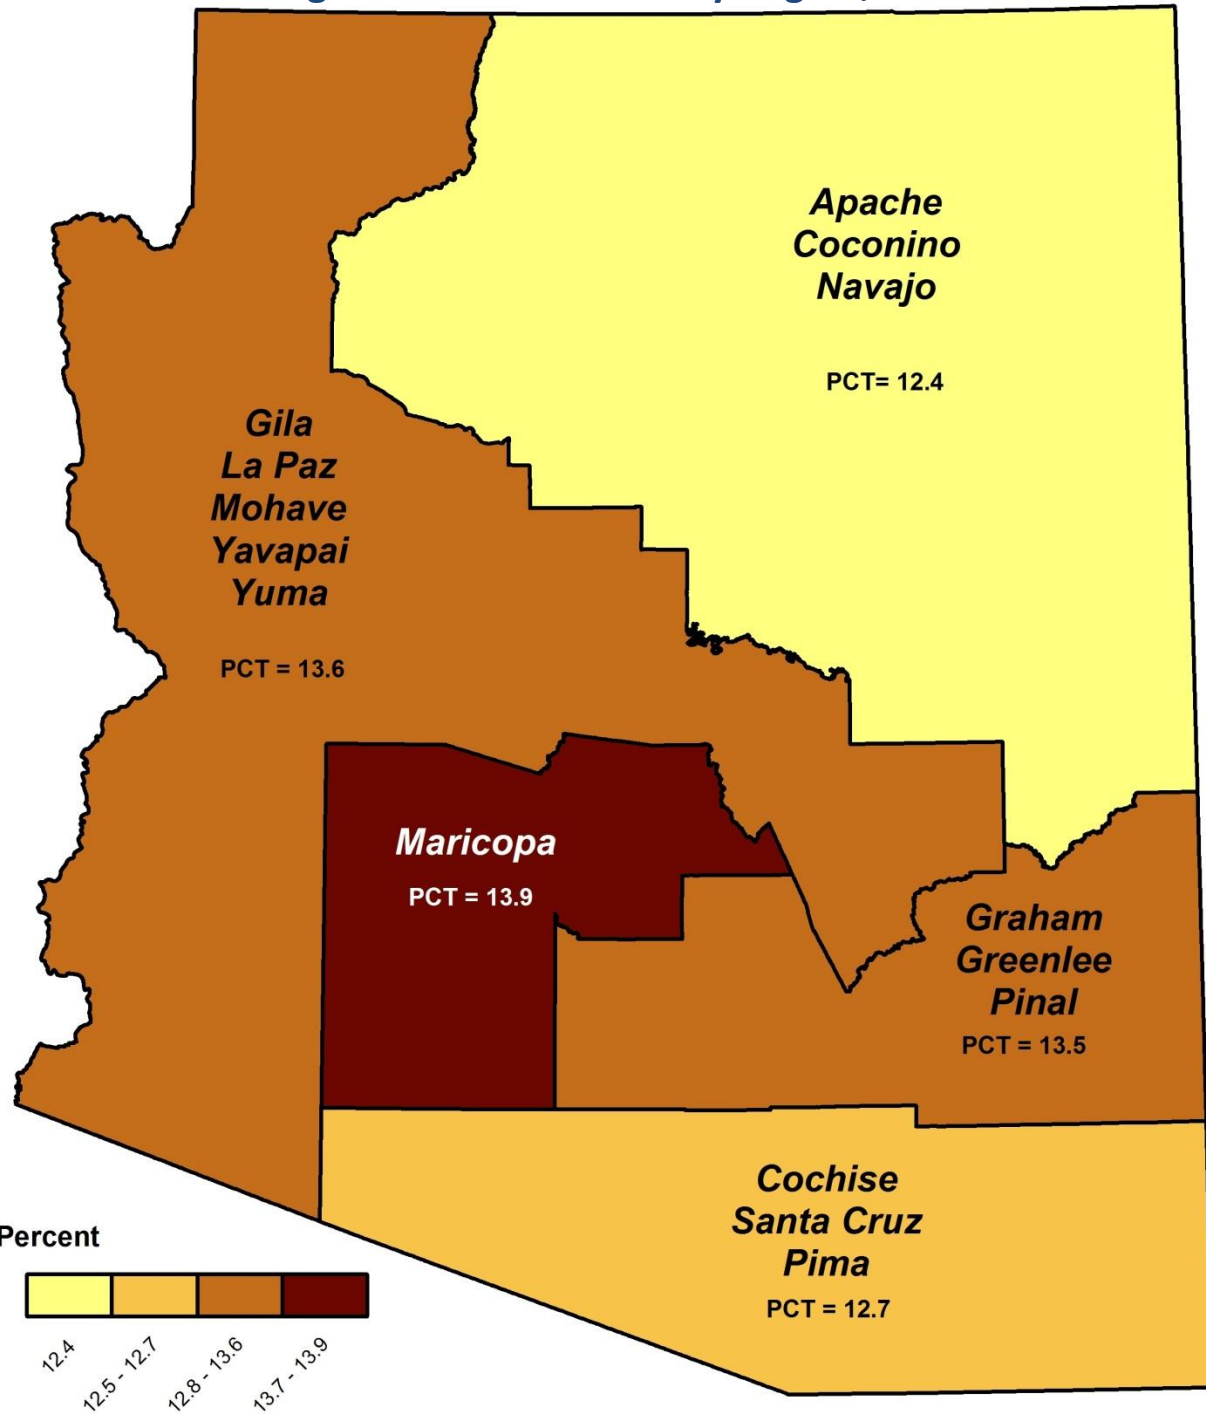 Apache
Coconino
Navajo
PCT= 12.4
Gila
La Paz
Mohave
Yavapai
Yuma
PCT = 13.6
Maricopa
PCT = 13.9
Graham
Greenlee
Pinal
PCT = 13.5
Cochise
Santa Cruz
Pima
PCT = 12.7
Percent
12.4
12.5 - 12.7
12.8 - 13.6
13.7 - 13.9